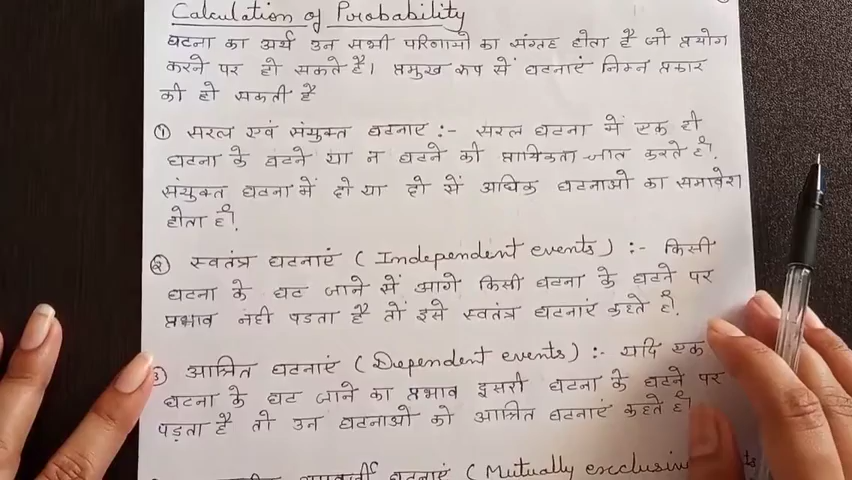 Calculation of Probability
घटना का अर्थ उन सभी परिणामो का संग्रह होता है जो प्रयोग
करने पर हो सकते है। प्रमुख रूप से घटनाएं निम्न प्रकार
की हो सकती है
① सरल एवं संयुक्त घटनाए :- सरल घटना में एक ही
घटना के घटने या न घटने की प्रायिकता ज्ञात करते है.
संयुक्त घटना में दो या दो से अधिक घटनाओ का समावेश
होता है.
② स्वतंत्र घटनाएं (Independent events) :- किसी
घटना के घट जाने से आगे किसी घटना के घटने पर
प्रभाव नही पडता है तो इसे स्वतंत्र घटनाएं कहते है.
③ आश्रित घटनाएं (Dependent events) :- यदि एक
घटना के घट जाने का प्रभाव दूसरी घटना के घटने पर
पड़ता है तो उन घटनाओ को आश्रित घटनाएं कहते है
घटनाएं (Mutually exclusive